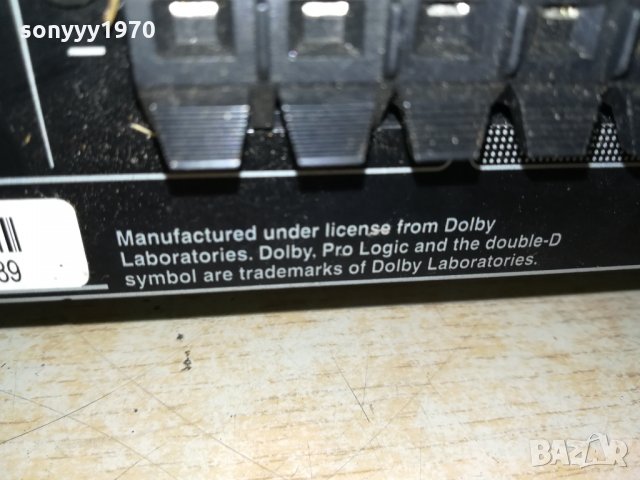 sonyyy1970
Manufactured under license from Dolby
Laboratories. Dolby, Pro Logic and the double-D
symbol are trademarks of Dolby Laboratories.
39
BAZAR